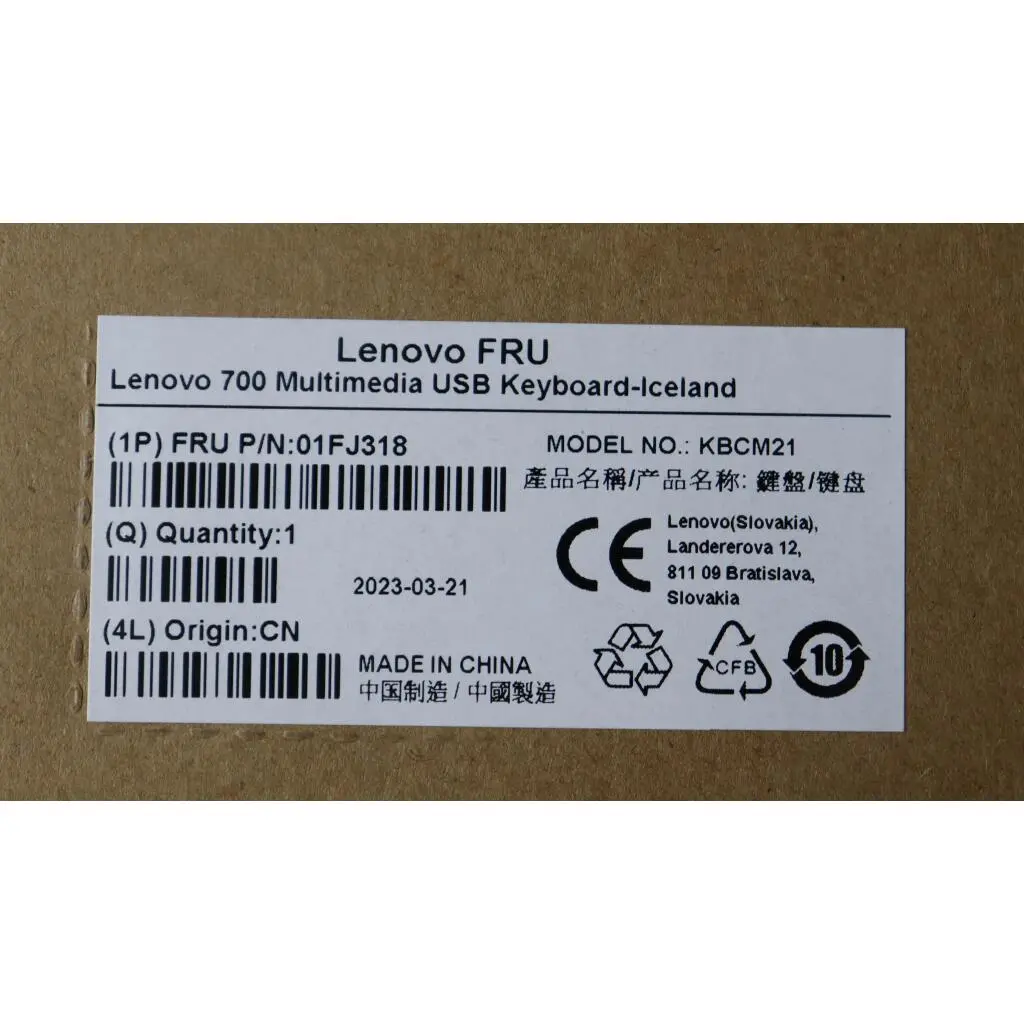 Lenovo FRU
Lenovo 700 Multimedia USB Keyboard-Iceland
(1P) FRU P/N:01FJ318
MODEL NO.: KBCM21
產品名稱/产品名称: 鍵盤/键盘
(Q) Quantity:1
2023-03-21
CE
Lenovo(Slovakia),
Landererova 12,
811 09 Bratislava,
Slovakia
(4L) Origin:CN
MADE IN CHINA
中国制造 / 中國製造
CFB
10